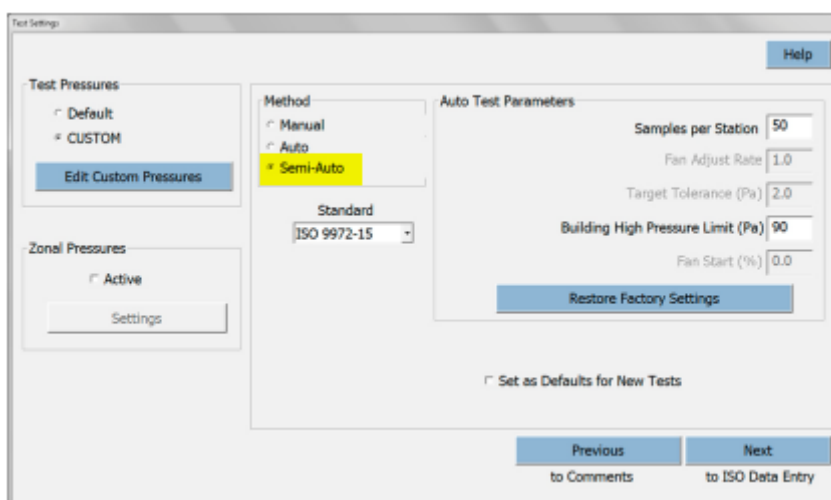 Test Settings
Help
Test Pressures
Default
CUSTOM
Edit Custom Pressures
Zonal Pressures
Active
Settings
Method
Manual
Auto
Semi-Auto
Standard
ISO 9972-15
Auto Test Parameters
Samples per Station 50
Fan Adjust Rate 1.0
Target Tolerance (Pa) 2.0
Building High Pressure Limit (Pa) 90
Fan Start (%) 0.0
Restore Factory Settings
Set as Defaults for New Tests
Previous
to Comments
Next
to ISO Data Entry